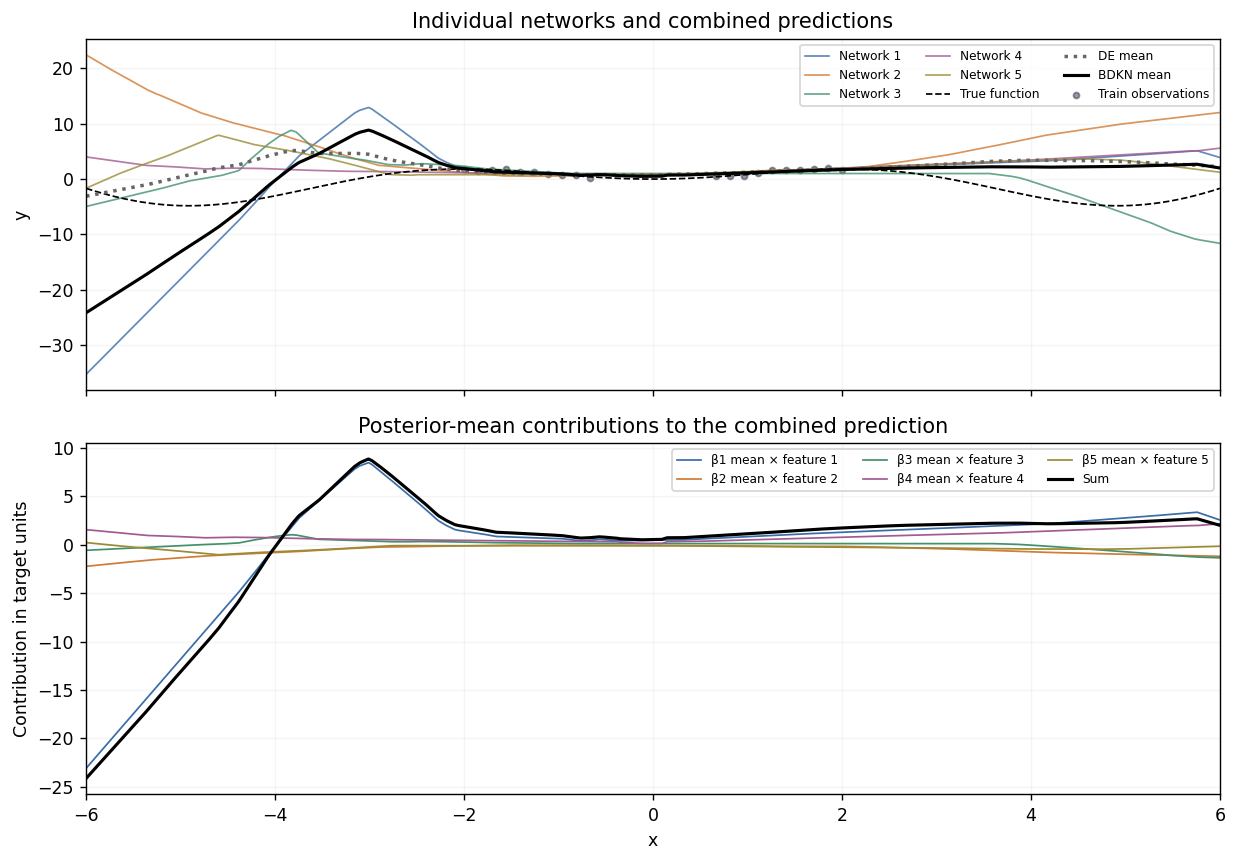 Individual networks and combined predictions
Network 1
Network 2
Network 3
Network 4
Network 5
True function
DE mean
BDKN mean
Train observations
y
20
10
0
−10
−20
−30
Posterior-mean contributions to the combined prediction
β1 mean × feature 1
β2 mean × feature 2
β3 mean × feature 3
β4 mean × feature 4
β5 mean × feature 5
Sum
Contribution in target units
10
5
0
−5
−10
−15
−20
−25
−6
−4
−2
0
2
4
6
x